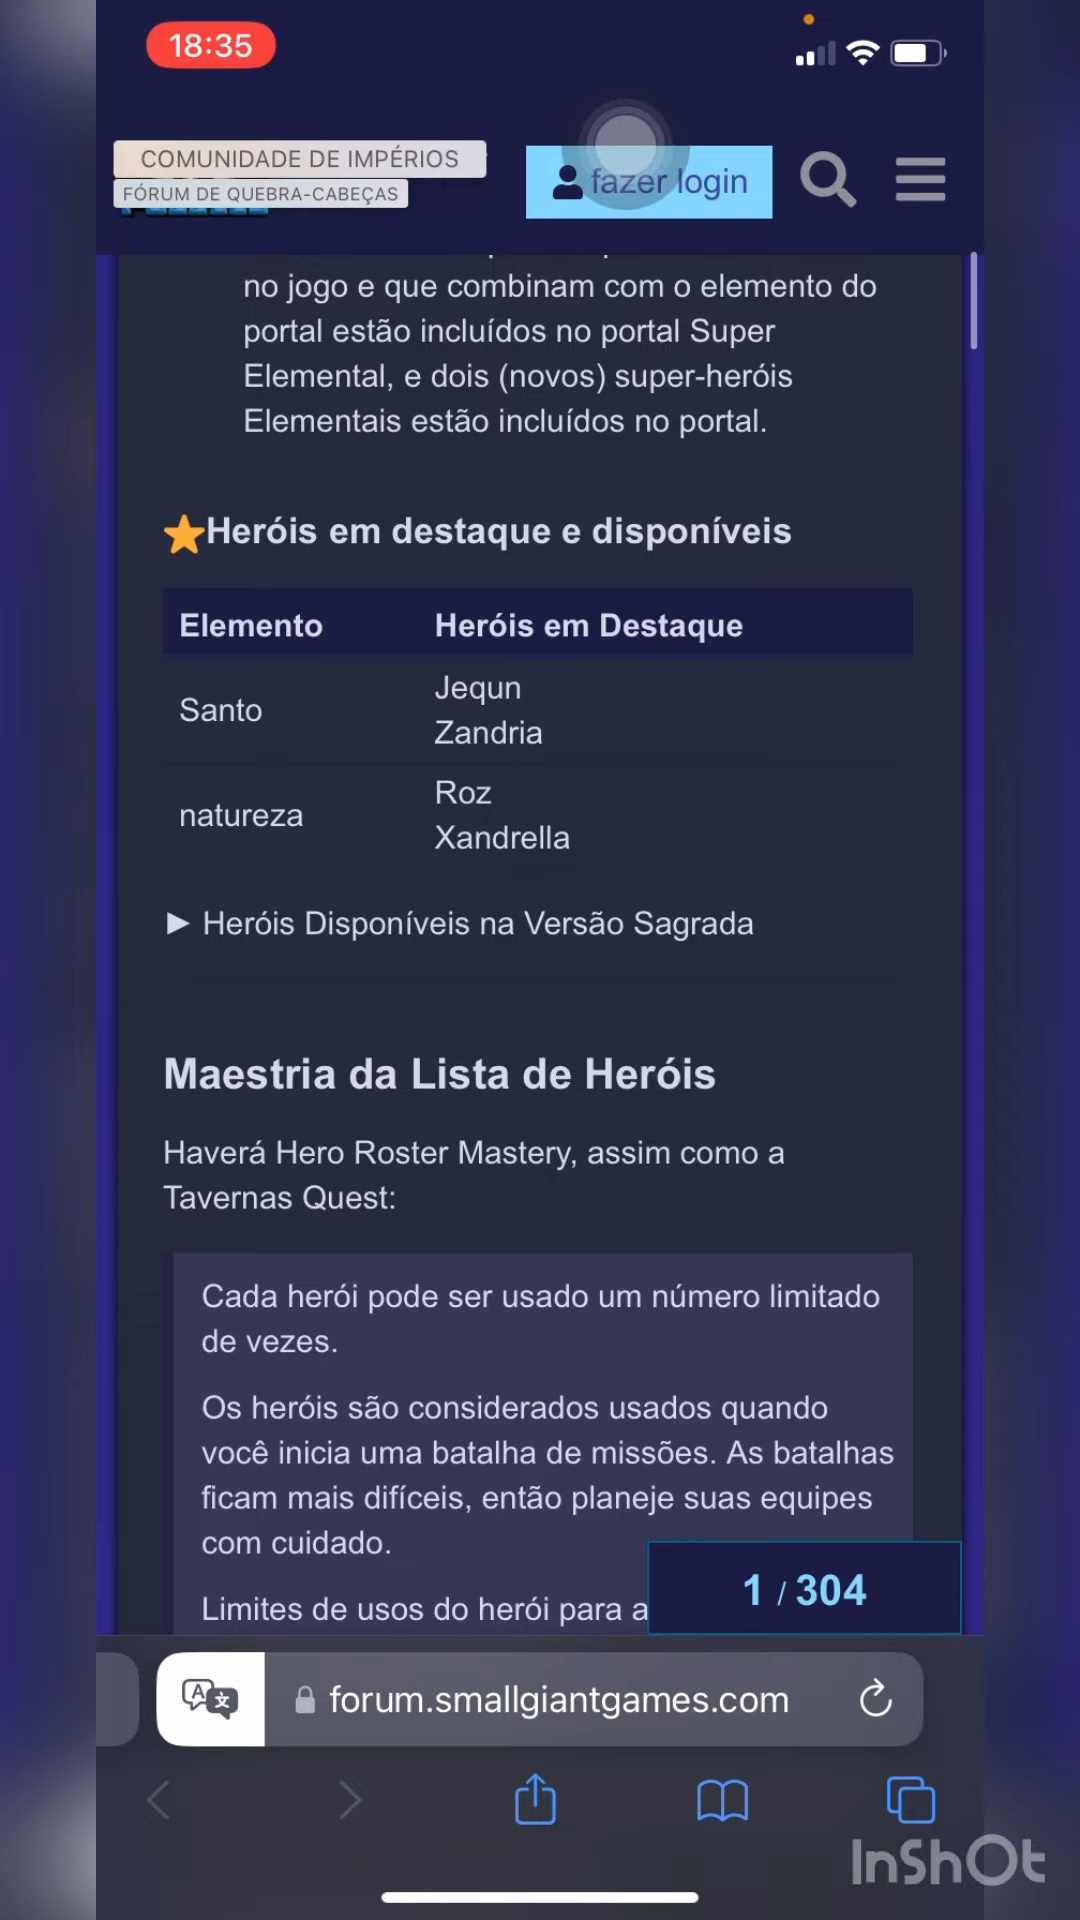 18:35
COMUNIDADE DE IMPÉRIOS
FÓRUM DE QUEBRA-CABEÇAS
fazer login
no jogo e que combinam com o elemento do
portal estão incluídos no portal Super
Elemental, e dois (novos) super-heróis
Elementais estão incluídos no portal.
Heróis em destaque e disponíveis
Elemento Heróis em Destaque
Santo
Jequn
Zandria
natureza
Roz
Xandrella
Heróis Disponíveis na Versão Sagrada
Maestria da Lista de Heróis
Haverá Hero Roster Mastery, assim como a
Tavernas Quest:
Cada herói pode ser usado um número limitado
de vezes.
Os heróis são considerados usados quando
você inicia uma batalha de missões. As batalhas
ficam mais difíceis, então planeje suas equipes
com cuidado.
Limites de usos do herói para a
1 / 304
forum.smallgiantgames.com
InShOt